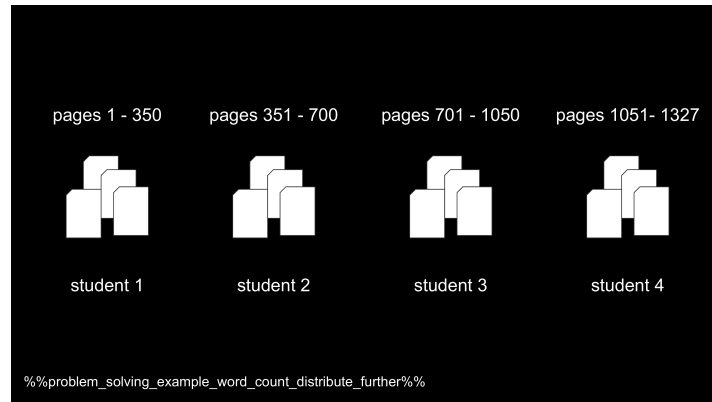 pages 1 - 350 pages 351 - 700 pages 701 - 1050 pages 1051- 1327
student 1 student 2 student 3 student 4
%%problem_solving_example_word_count_distribute_further%%